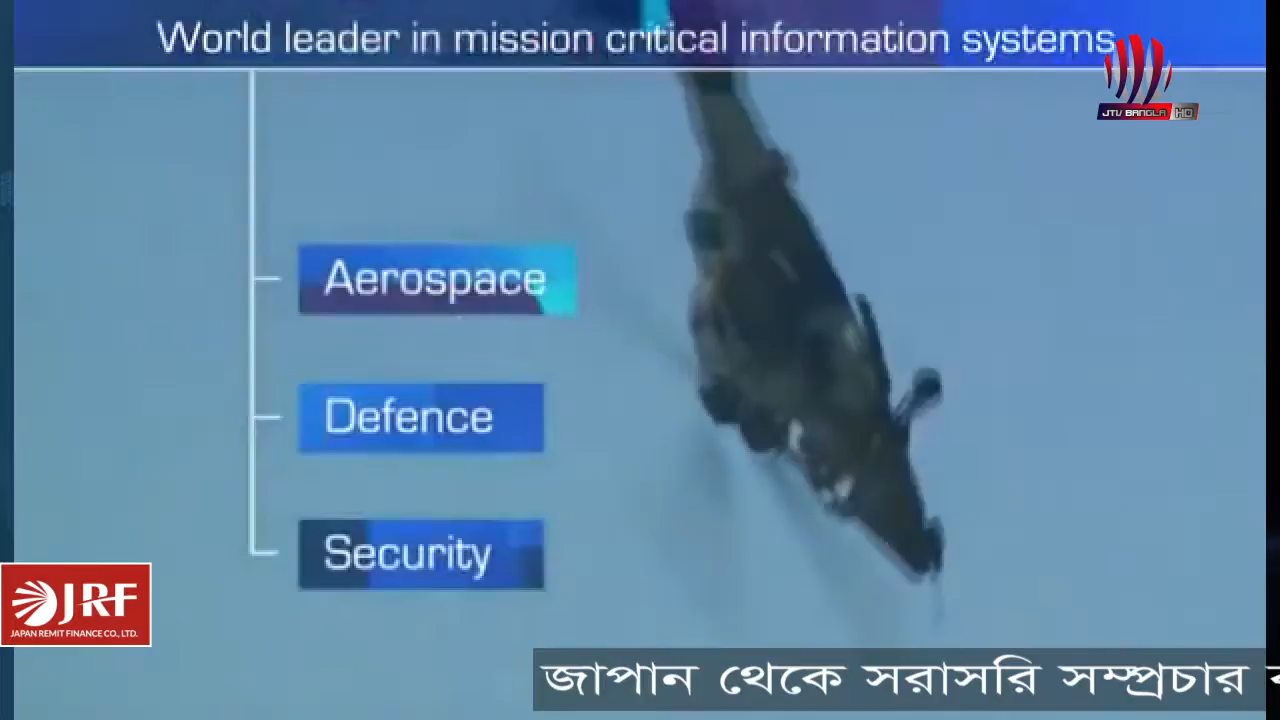 World leader in mission critical information systems
JTV BANGLA HD
Aerospace
Defence
Security
JRF
JAPAN REMIT FINANCE CO., LTD.
জাপান থেকে সরাসরি সম্প্রচার